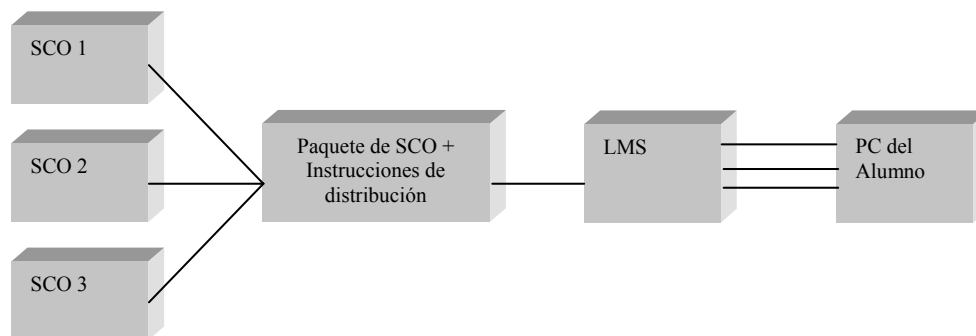 SCO 1
SCO 2
SCO 3
Paquete de SCO +
Instrucciones de
distribución
LMS
PC del
Alumno